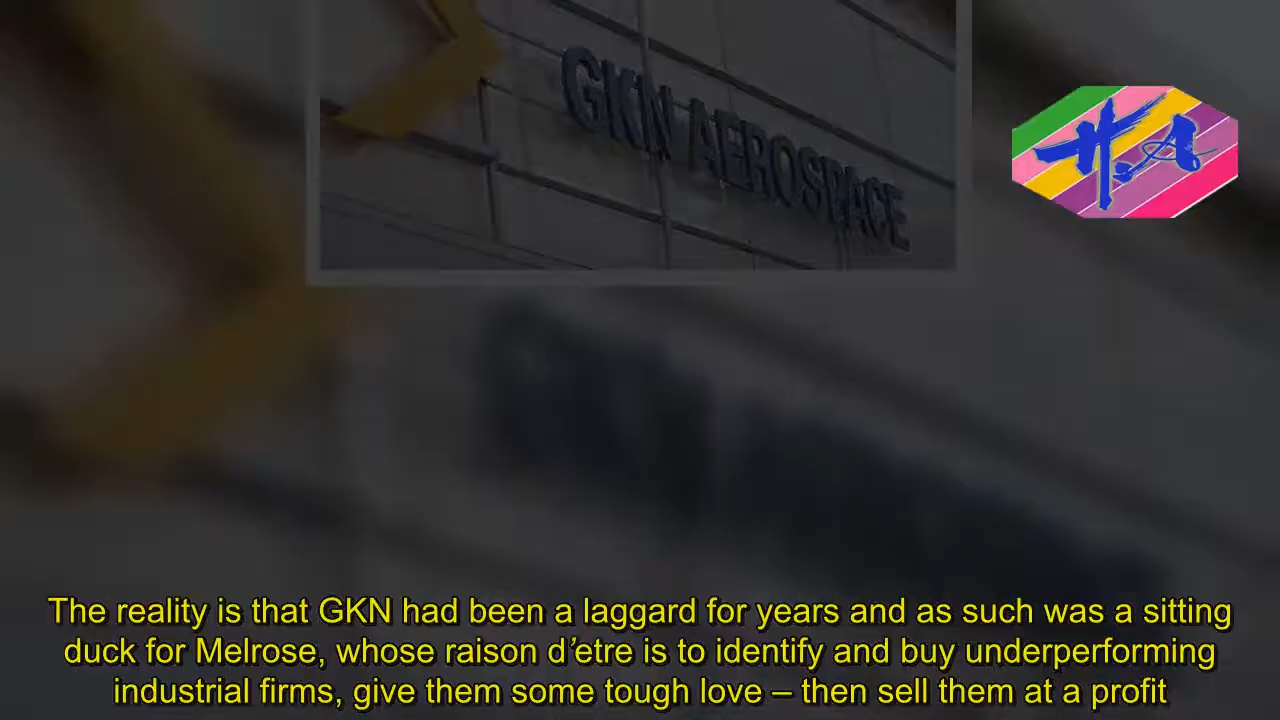 GKN AEROSPACE
H.A
The reality is that GKN had been a laggard for years and as such was a sitting
duck for Melrose, whose raison d’etre is to identify and buy underperforming
industrial firms, give them some tough love – then sell them at a profit